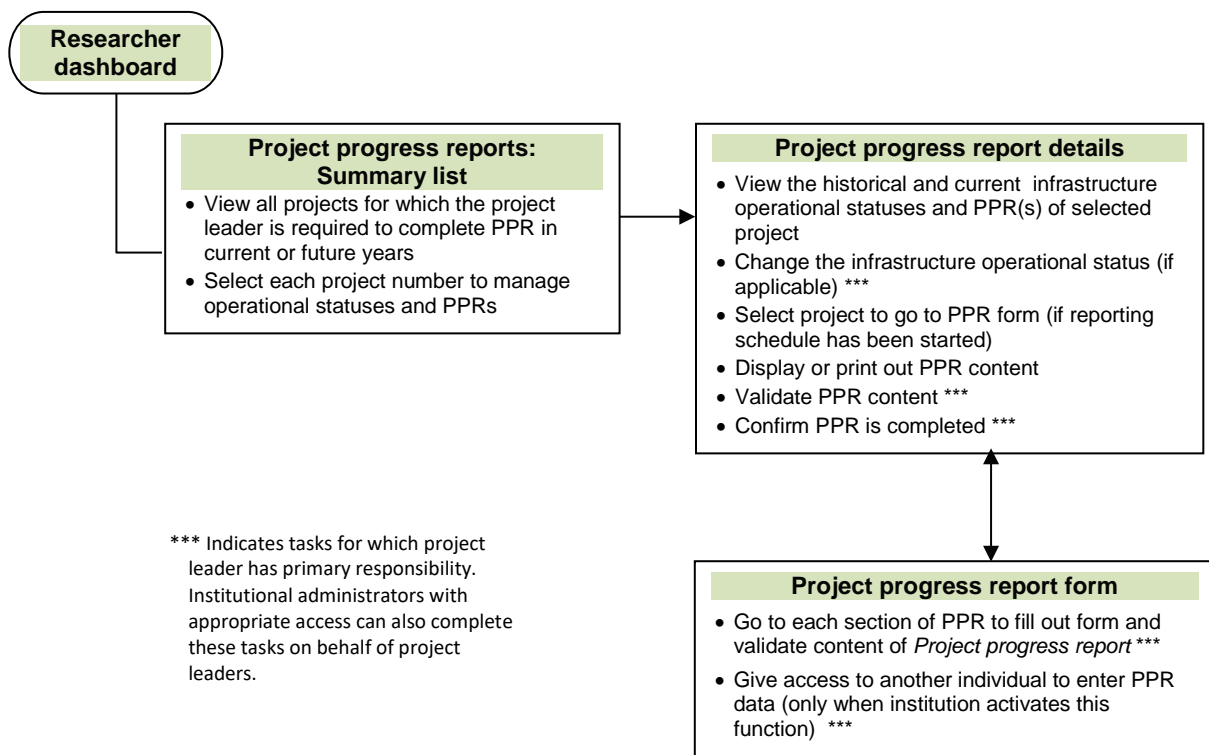 Researcher
dashboard
Project progress reports:
Summary list
• View all projects for which the project
leader is required to complete PPR in
current or future years
• Select each project number to manage
operational statuses and PPRs
Project progress report details
• View the historical and current infrastructure
operational statuses and PPR(s) of selected
project
• Change the infrastructure operational status (if
applicable) ***
• Select project to go to PPR form (if reporting
schedule has been started)
• Display or print out PPR content
• Validate PPR content ***
• Confirm PPR is completed ***
*** Indicates tasks for which project
leader has primary responsibility.
Institutional administrators with
appropriate access can also complete
these tasks on behalf of project
leaders.
Project progress report form
• Go to each section of PPR to fill out form and
validate content of Project progress report ***
• Give access to another individual to enter PPR
data (only when institution activates this
function) ***